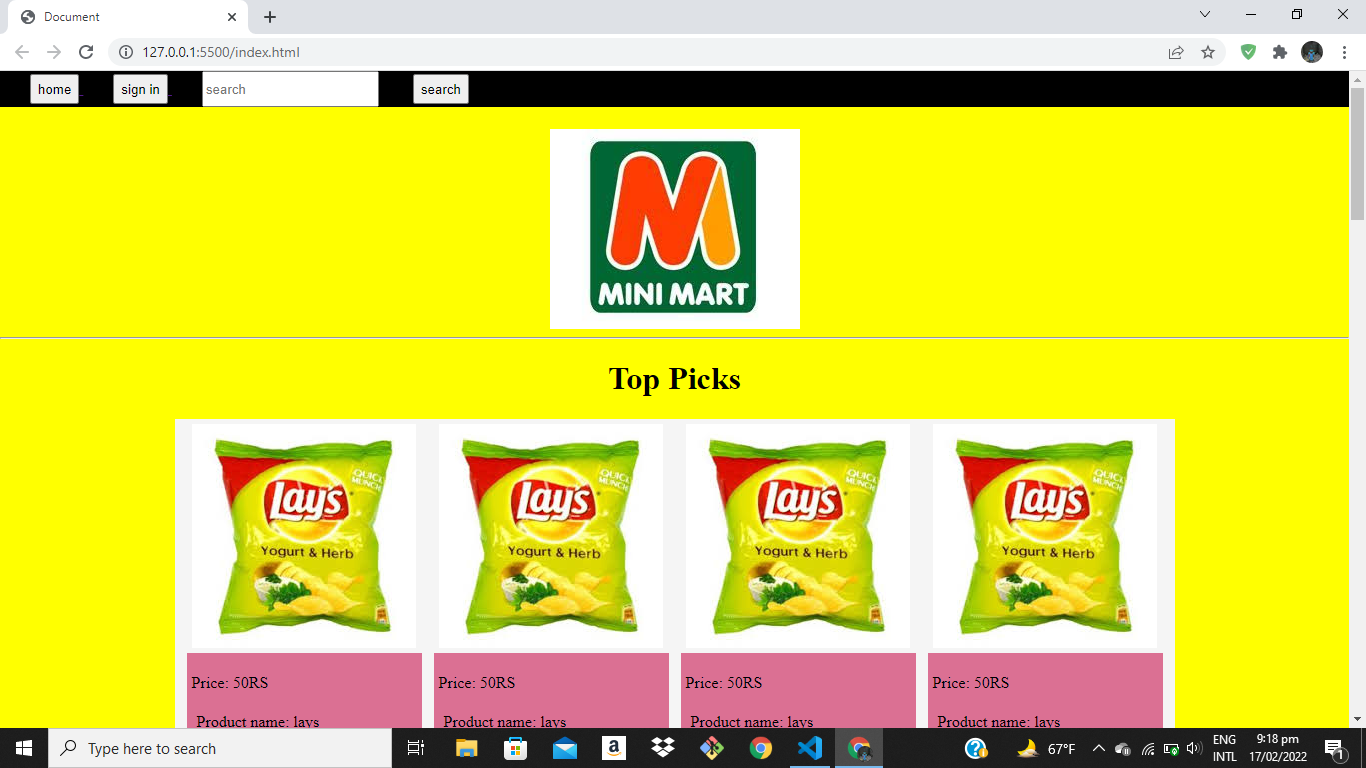 Document
127.0.0.1:5500/index.html
home sign in search search
MINI MART
Top Picks
QUICK MUNCH QUICK MUNCH QUICK MUNCH QUICK MUNCH
Lay's Lay's Lay's Lay's
Yogurt & Herb Yogurt & Herb Yogurt & Herb Yogurt & Herb
Price: 50RS Price: 50RS Price: 50RS Price: 50RS
Product name: lays Product name: lays Product name: lays Product name: lays
Type here to search 67°F ENG 9:18 pm
INTL 17/02/2022 1